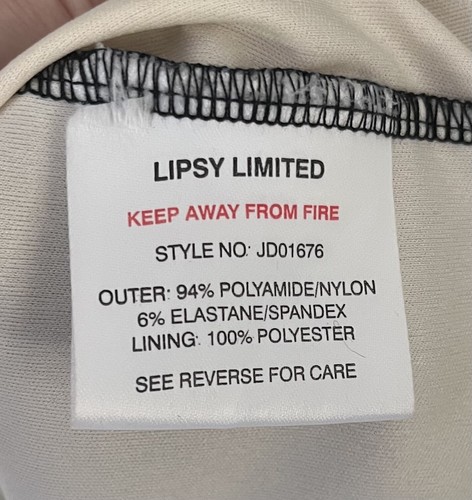 LIPSY LIMITED
KEEP AWAY FROM FIRE
STYLE NO: JD01676
OUTER: 94% POLYAMIDE/NYLON
6% ELASTANE/SPANDEX
LINING: 100% POLYESTER
SEE REVERSE FOR CARE